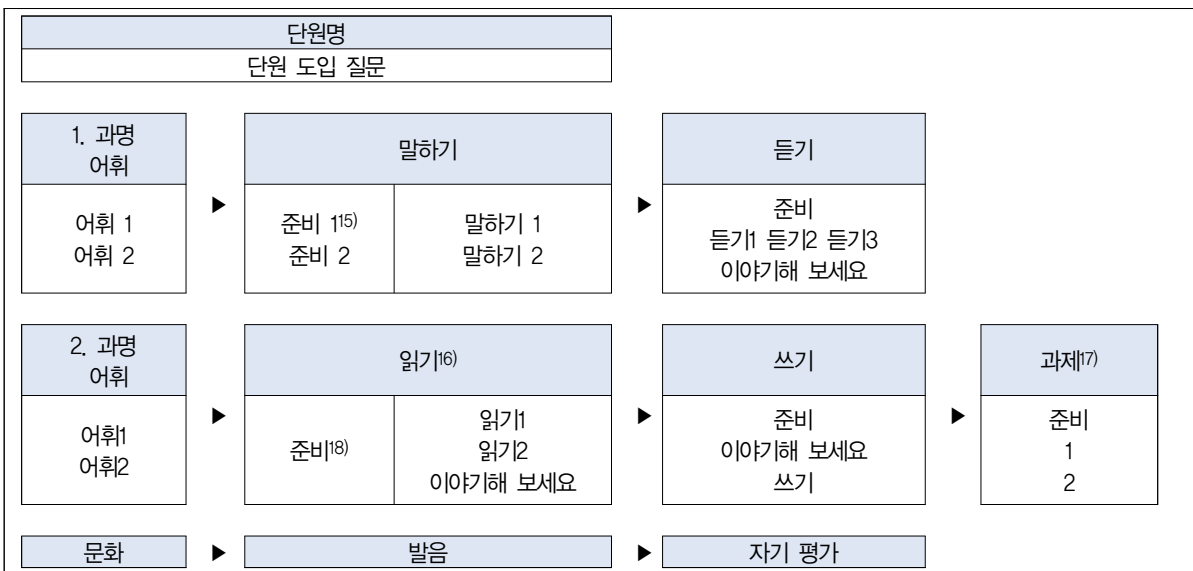 단원명
단원 도입 질문
1. 과명
어휘
어휘 1
어휘 2
▶
말하기
준비 115)
준비 2
말하기 1
말하기 2
▶
듣기
준비
듣기1 듣기2 듣기3
이야기해 보세요
2. 과명
어휘
어휘1
어휘2
▶
읽기16)
준비18)
읽기1
읽기2
이야기해 보세요
▶
쓰기
준비
이야기해 보세요
쓰기
▶
과제17)
준비
1
2
문화 ▶ 발음 ▶ 자기 평가